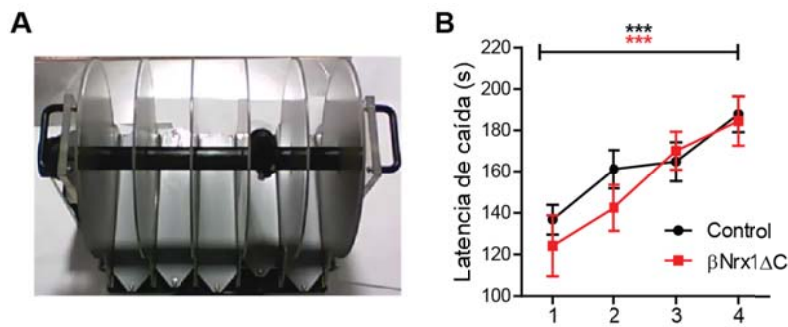 A
B
***
***
220
200
180
160
140
120
100
Latencia de caída (s)
Control
βNrx1ΔC
1 2 3 4